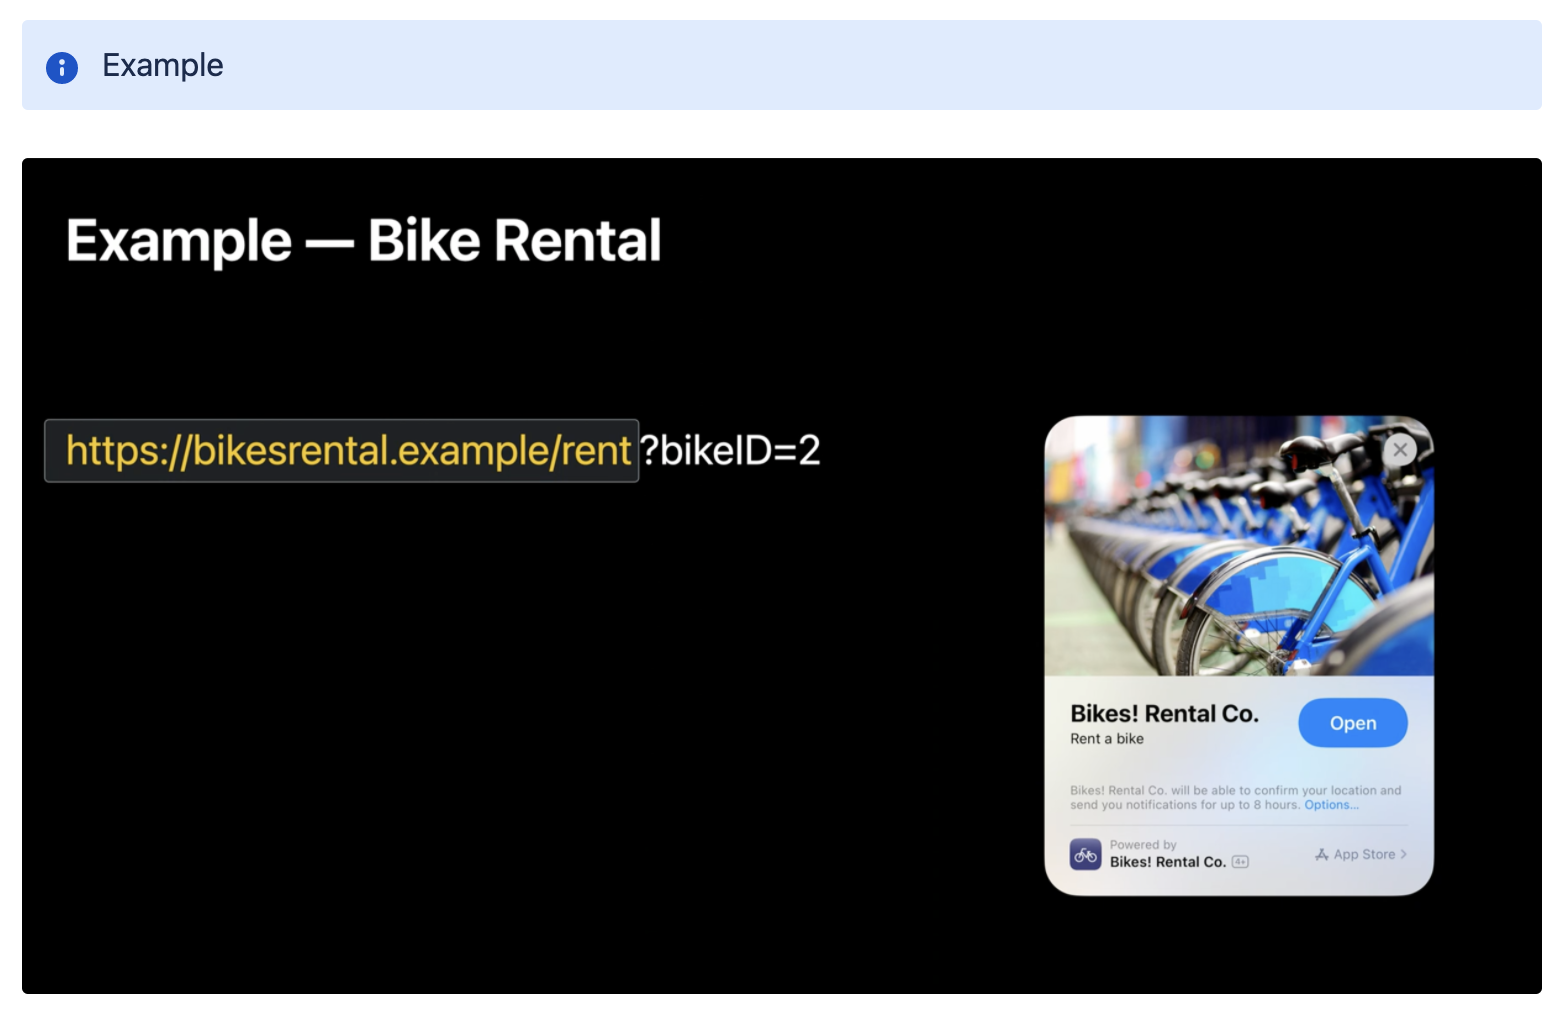 Example
Example — Bike Rental
https://bikesrental.example/rent?bikeID=2
Bikes! Rental Co.
Rent a bike
Open
Bikes! Rental Co. will be able to confirm your location and
send you notifications for up to 8 hours. Options...
Powered by
Bikes! Rental Co. 4+
App Store